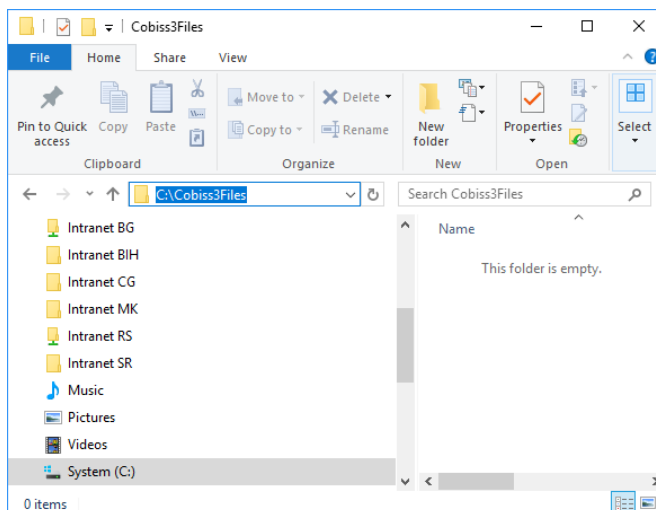 Cobiss3Files
File Home Share View
Pin to Quick access
Copy
Paste
Clipboard
Move to
Copy to
Delete
Rename
Organize
New folder
New
Properties
Open
Select
C:\Cobiss3Files
Search Cobiss3Files
Intranet BG
Intranet BIH
Intranet CG
Intranet MK
Intranet RS
Intranet SR
Music
Pictures
Videos
System (C:)
Name
This folder is empty.
0 items